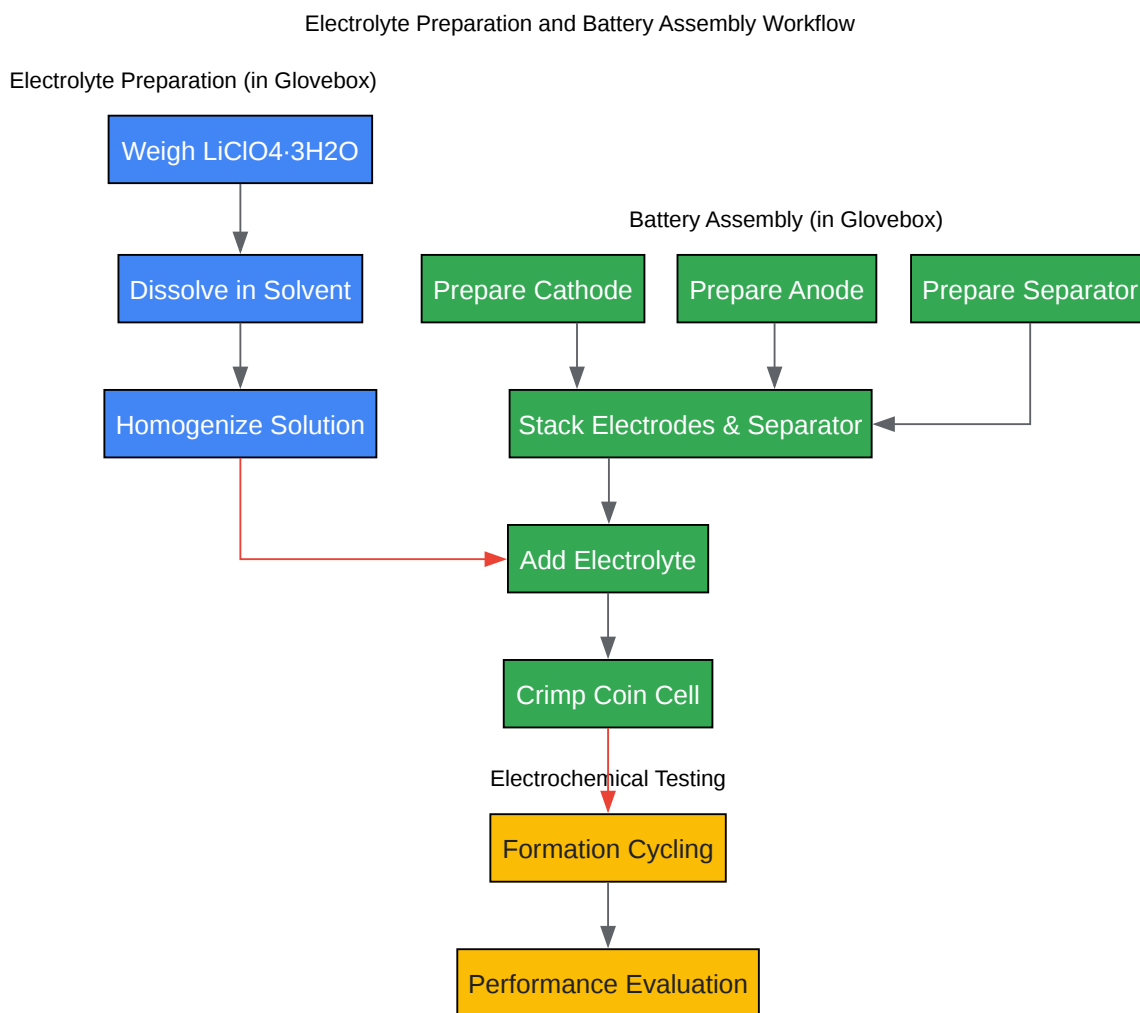 Electrolyte Preparation and Battery Assembly Workflow
Electrolyte Preparation (in Glovebox)
Weigh LiClO4·3H2O
Dissolve in Solvent
Homogenize Solution
Battery Assembly (in Glovebox)
Prepare Cathode
Prepare Anode
Prepare Separator
Stack Electrodes & Separator
Add Electrolyte
Crimp Coin Cell
Electrochemical Testing
Formation Cycling
Performance Evaluation